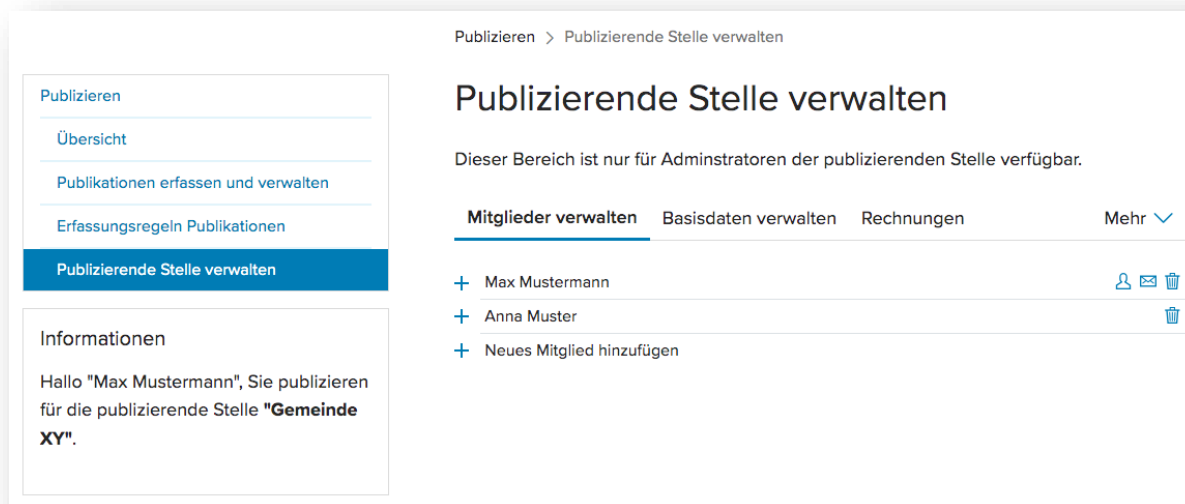 Publizieren > Publizierende Stelle verwalten
Publizieren
Übersicht
Publikationen erfassen und verwalten
Erfassungsregeln Publikationen
Publizierende Stelle verwalten
Informationen
Hallo "Max Mustermann", Sie publizieren
für die publizierende Stelle "Gemeinde
XY".
Publizierende Stelle verwalten
Dieser Bereich ist nur für Adminstratoren der publizierenden Stelle verfügbar.
Mitglieder verwalten Basisdaten verwalten Rechnungen Mehr
+ Max Mustermann
+ Anna Muster
+ Neues Mitglied hinzufügen